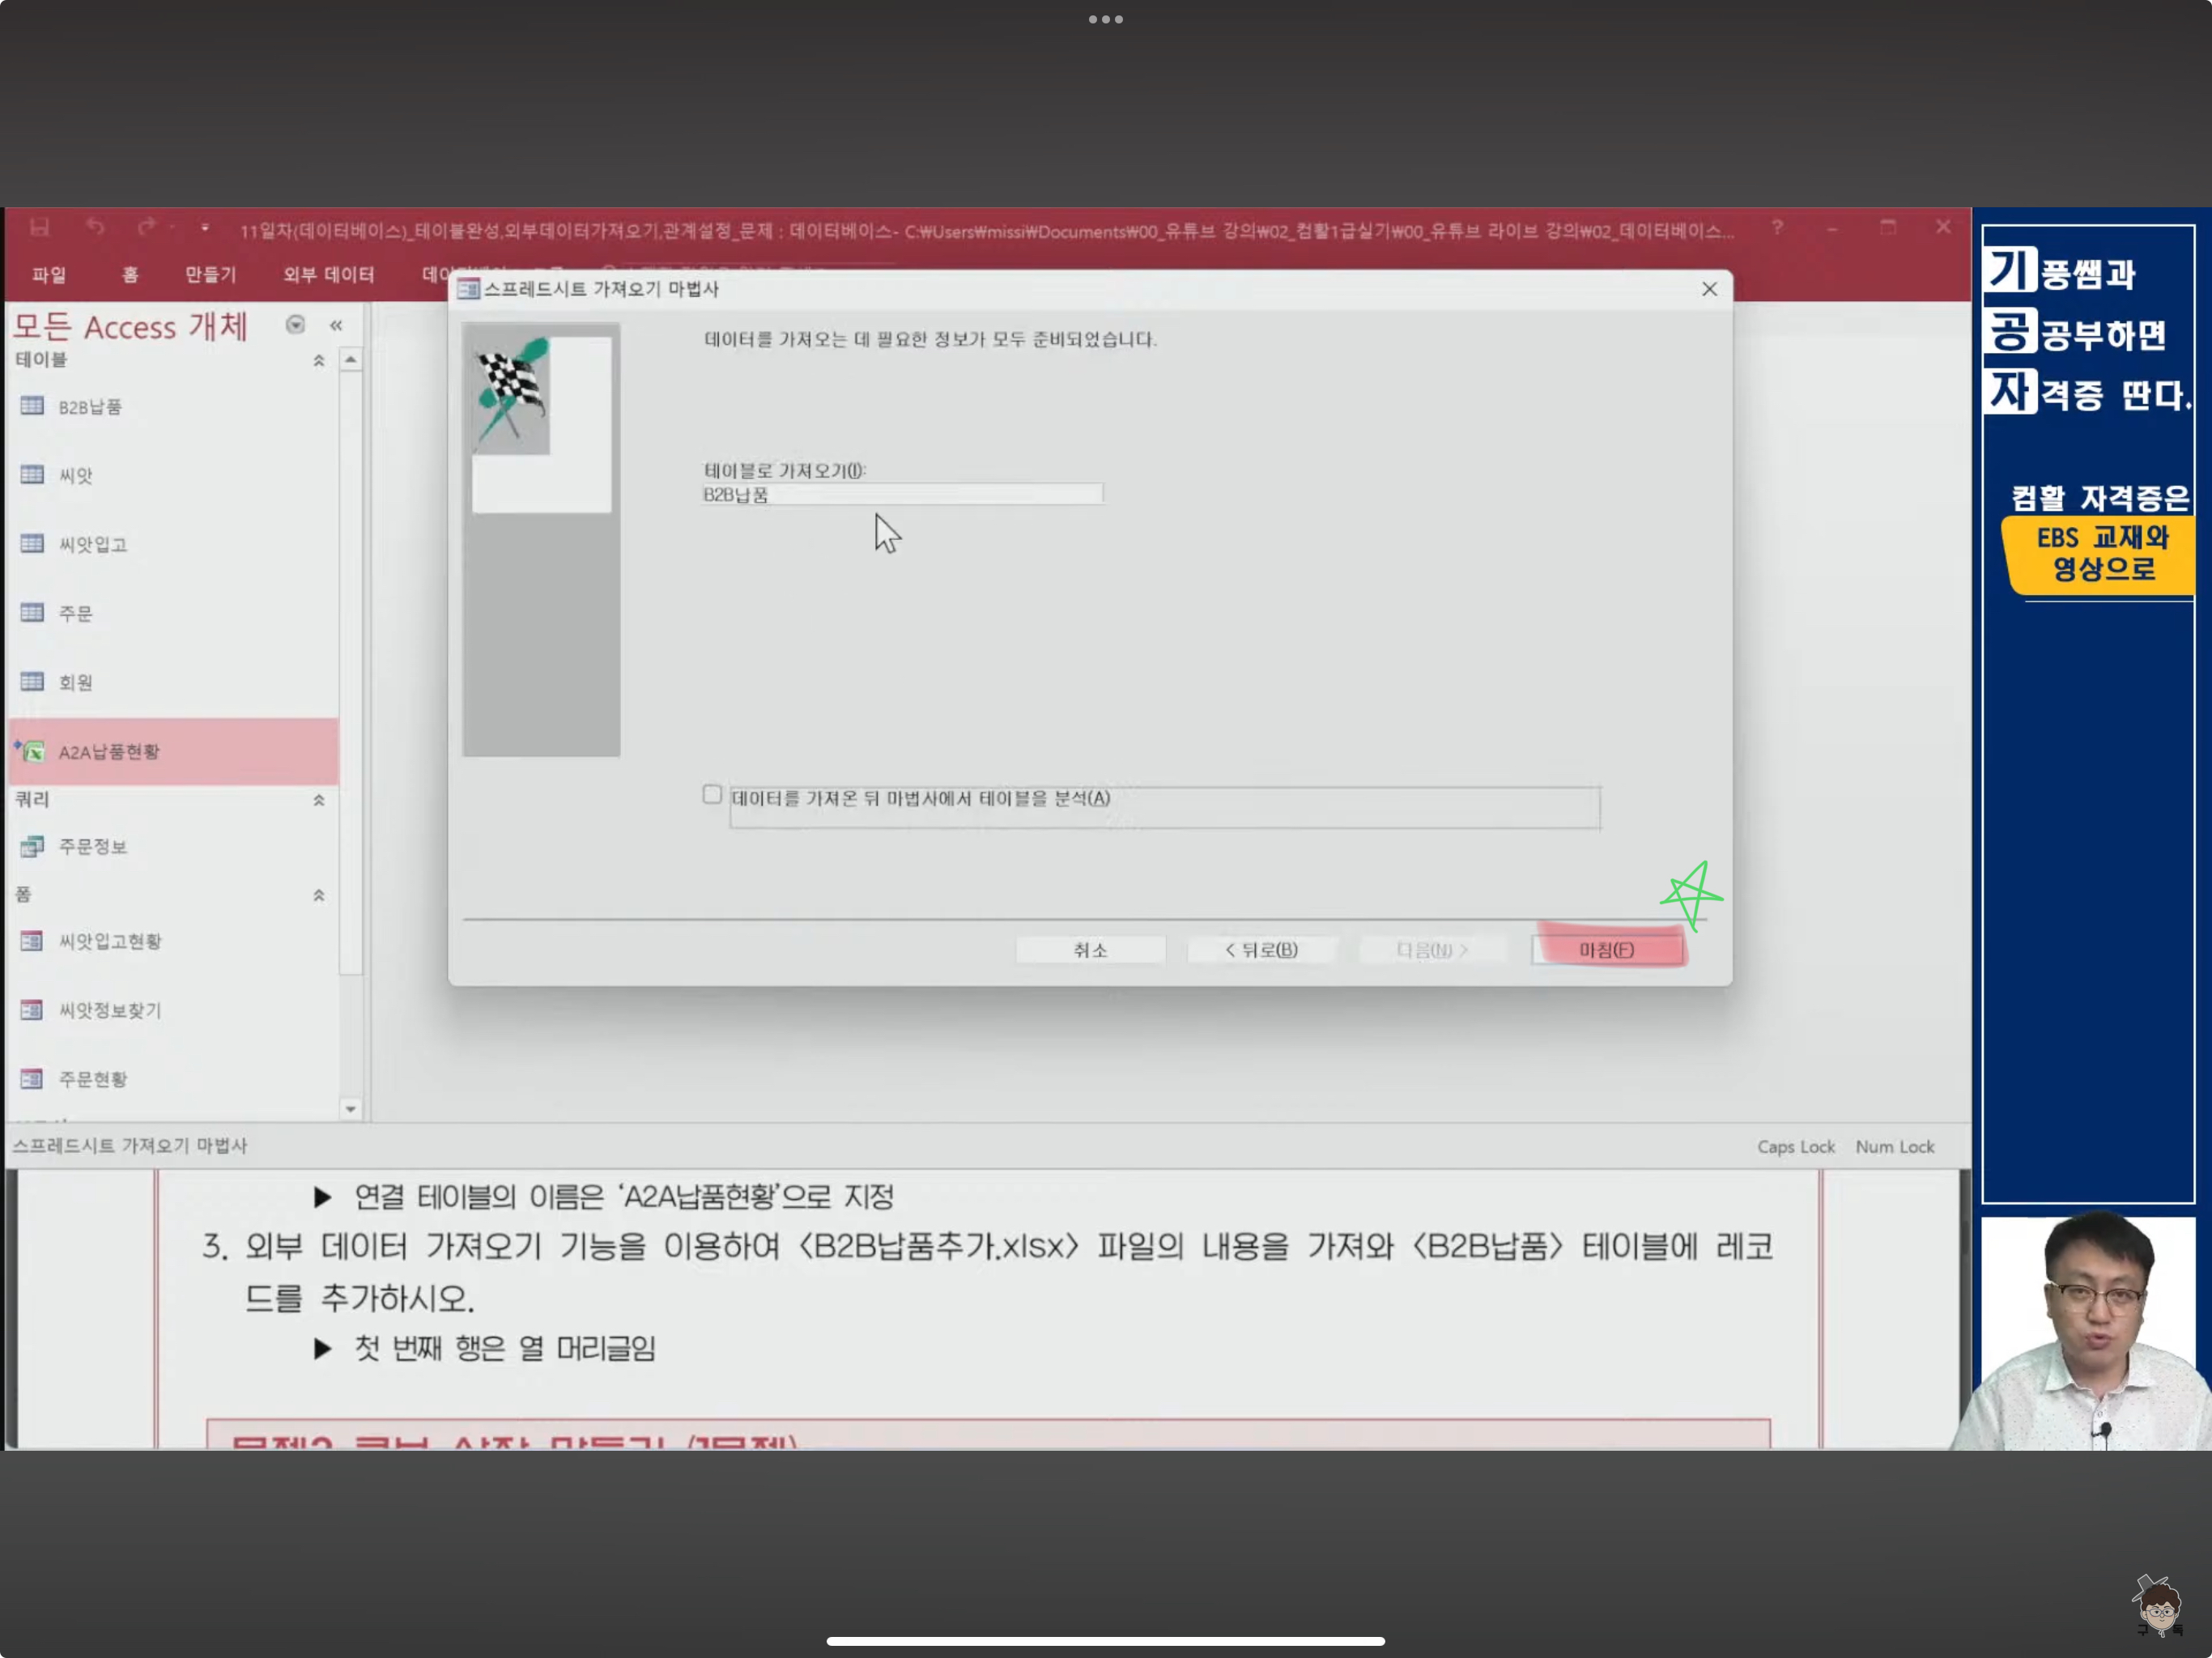 11일차(데이터베이스)_테이블완성,외부데이터가져오기,관계설정_문제 : 데이터베이스- C:₩Users₩missi₩Documents₩00_유튜브 강의₩02_컴활1급실기₩00_유튜브 라이브 강의₩02_데이터베이스...
파일 홈 만들기 외부 데이터
모든 Access 개체
테이블
B2B납품
씨앗
씨앗입고
주문
회원
A2A납품현황
쿼리
주문정보
폼
씨앗입고현황
씨앗정보찾기
주문현황
스프레드시트 가져오기 마법사
데이터를 가져오는 데 필요한 정보가 모두 준비되었습니다.
테이블로 가져오기(I):
B2B납품
데이터를 가져온 뒤 마법사에서 테이블을 분석(A)
취소 < 뒤로(B) 다음(N) > 마침(F)
스프레드시트 가져오기 마법사 Caps Lock Num Lock
▶ 연결 테이블의 이름은 ‘A2A납품현황’으로 지정
3. 외부 데이터 가져오기 기능을 이용하여 〈B2B납품추가.xlsx〉 파일의 내용을 가져와 〈B2B납품〉 테이블에 레코
드를 추가하시오.
▶ 첫 번째 행은 열 머리글임
기풍쌤과
공공부하면
자격증 딴다.
컴활 자격증은
EBS 교재와
영상으로
구독